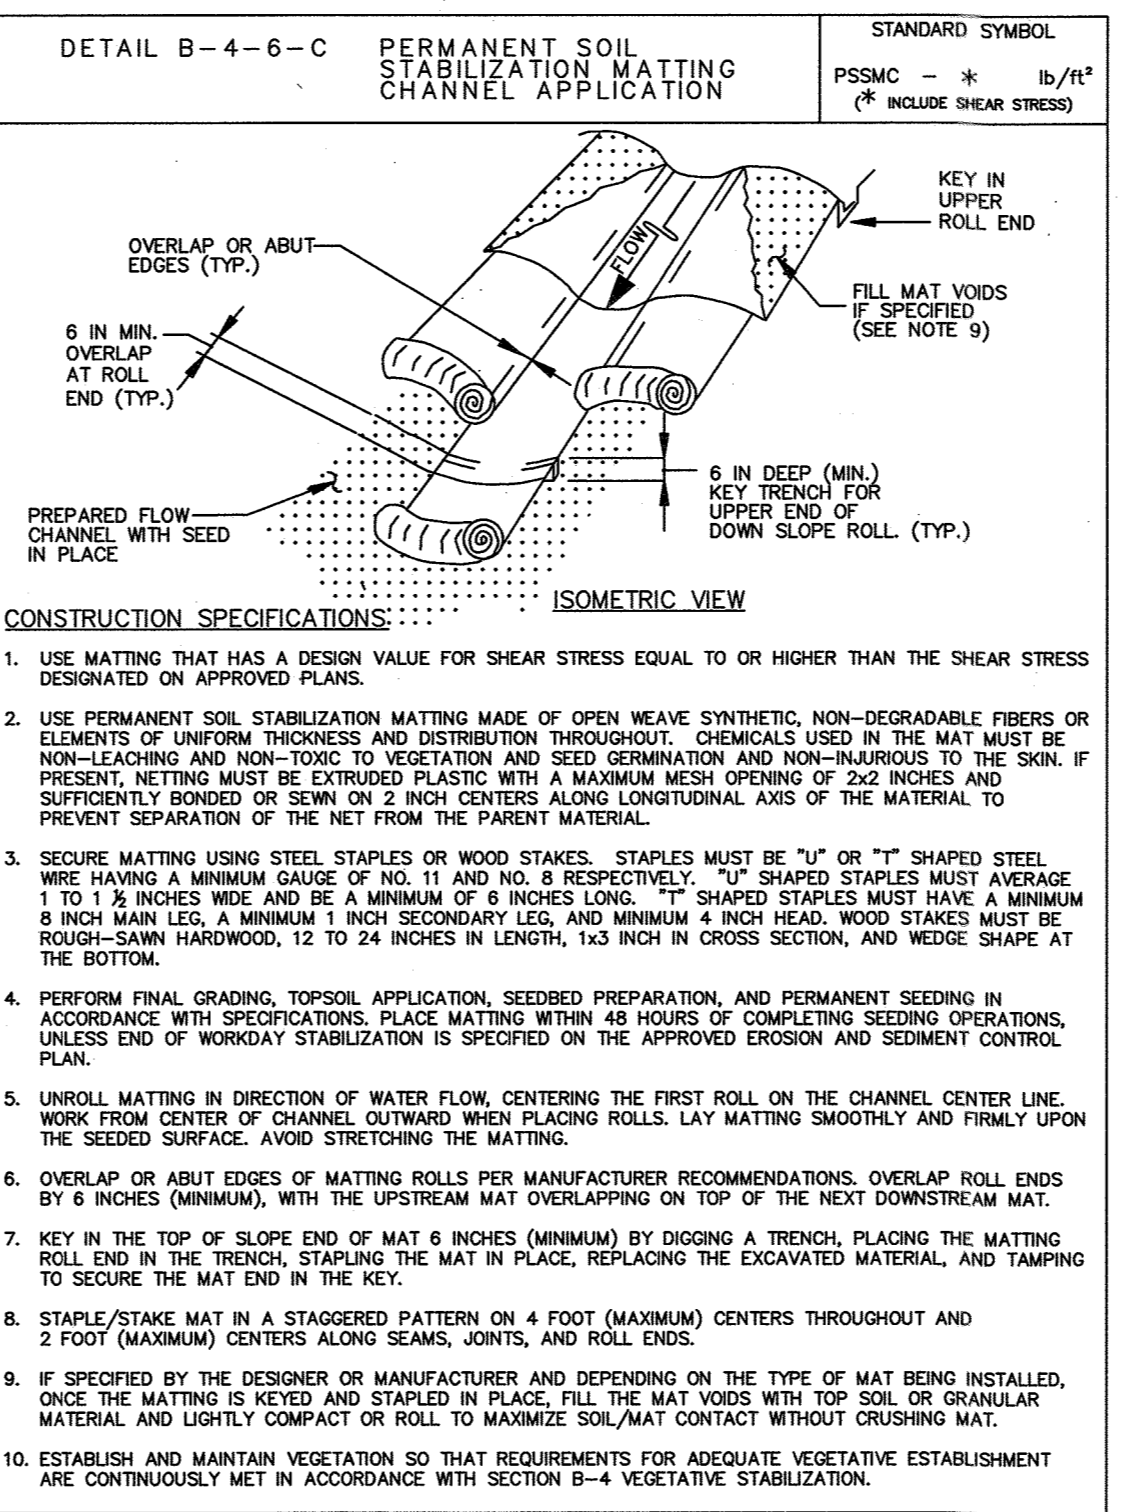 DETAIL B-4-6-C
PERMANENT SOIL
STABILIZATION MATTING
CHANNEL APPLICATION
STANDARD SYMBOL
PSSMC - * lb/ft²
(* INCLUDE SHEAR STRESS)
KEY IN
UPPER
ROLL END
OVERLAP OR ABUT
EDGES (TYP.)
FLOW
FILL MAT VOIDS
IF SPECIFIED
(SEE NOTE 9)
6 IN MIN.
OVERLAP
AT ROLL
END (TYP.)
6 IN DEEP (MIN.)
KEY TRENCH FOR
UPPER END OF
DOWN SLOPE ROLL. (TYP.)
PREPARED FLOW
CHANNEL WITH SEED
IN PLACE
ISOMETRIC VIEW
CONSTRUCTION SPECIFICATIONS:
1. USE MATTING THAT HAS A DESIGN VALUE FOR SHEAR STRESS EQUAL TO OR HIGHER THAN THE SHEAR STRESS
DESIGNATED ON APPROVED PLANS.
2. USE PERMANENT SOIL STABILIZATION MATTING MADE OF OPEN WEAVE SYNTHETIC, NON-DEGRADABLE FIBERS OR
ELEMENTS OF UNIFORM THICKNESS AND DISTRIBUTION THROUGHOUT. CHEMICALS USED IN THE MAT MUST BE
NON-LEACHING AND NON-TOXIC TO VEGETATION AND SEED GERMINATION AND NON-INJURIOUS TO THE SKIN. IF
PRESENT, NETTING MUST BE EXTRUDED PLASTIC WITH A MAXIMUM MESH OPENING OF 2x2 INCHES AND
SUFFICIENTLY BONDED OR SEWN ON 2 INCH CENTERS ALONG LONGITUDINAL AXIS OF THE MATERIAL TO
PREVENT SEPARATION OF THE NET FROM THE PARENT MATERIAL.
3. SECURE MATTING USING STEEL STAPLES OR WOOD STAKES. STAPLES MUST BE "U" OR "T" SHAPED STEEL
WIRE HAVING A MINIMUM GAUGE OF NO. 11 AND NO. 8 RESPECTIVELY. "U" SHAPED STAPLES MUST AVERAGE
1 TO 1 ½ INCHES WIDE AND BE A MINIMUM OF 6 INCHES LONG. "T" SHAPED STAPLES MUST HAVE A MINIMUM
8 INCH MAIN LEG, A MINIMUM 1 INCH SECONDARY LEG, AND MINIMUM 4 INCH HEAD. WOOD STAKES MUST BE
ROUGH-SAWN HARDWOOD, 12 TO 24 INCHES IN LENGTH, 1x3 INCH IN CROSS SECTION, AND WEDGE SHAPE AT
THE BOTTOM.
4. PERFORM FINAL GRADING, TOPSOIL APPLICATION, SEEDBED PREPARATION, AND PERMANENT SEEDING IN
ACCORDANCE WITH SPECIFICATIONS. PLACE MATTING WITHIN 48 HOURS OF COMPLETING SEEDING OPERATIONS,
UNLESS END OF WORKDAY STABILIZATION IS SPECIFIED ON THE APPROVED EROSION AND SEDIMENT CONTROL
PLAN.
5. UNROLL MATTING IN DIRECTION OF WATER FLOW, CENTERING THE FIRST ROLL ON THE CHANNEL CENTER LINE.
WORK FROM CENTER OF CHANNEL OUTWARD WHEN PLACING ROLLS. LAY MATTING SMOOTHLY AND FIRMLY UPON
THE SEEDED SURFACE. AVOID STRETCHING THE MATTING.
6. OVERLAP OR ABUT EDGES OF MATTING ROLLS PER MANUFACTURER RECOMMENDATIONS. OVERLAP ROLL ENDS
BY 6 INCHES (MINIMUM), WITH THE UPSTREAM MAT OVERLAPPING ON TOP OF THE NEXT DOWNSTREAM MAT.
7. KEY IN THE TOP OF SLOPE END OF MAT 6 INCHES (MINIMUM) BY DIGGING A TRENCH, PLACING THE MATTING
ROLL END IN THE TRENCH, STAPLING THE MAT IN PLACE, REPLACING THE EXCAVATED MATERIAL, AND TAMPING
TO SECURE THE MAT END IN THE KEY.
8. STAPLE/STAKE MAT IN A STAGGERED PATTERN ON 4 FOOT (MAXIMUM) CENTERS THROUGHOUT AND
2 FOOT (MAXIMUM) CENTERS ALONG SEAMS, JOINTS, AND ROLL ENDS.
9. IF SPECIFIED BY THE DESIGNER OR MANUFACTURER AND DEPENDING ON THE TYPE OF MAT BEING INSTALLED,
ONCE THE MATTING IS KEYED AND STAPLED IN PLACE, FILL THE MAT VOIDS WITH TOP SOIL OR GRANULAR
MATERIAL AND LIGHTLY COMPACT OR ROLL TO MAXIMIZE SOIL/MAT CONTACT WITHOUT CRUSHING MAT.
10. ESTABLISH AND MAINTAIN VEGETATION SO THAT REQUIREMENTS FOR ADEQUATE VEGETATIVE ESTABLISHMENT
ARE CONTINUOUSLY MET IN ACCORDANCE WITH SECTION B-4 VEGETATIVE STABILIZATION.